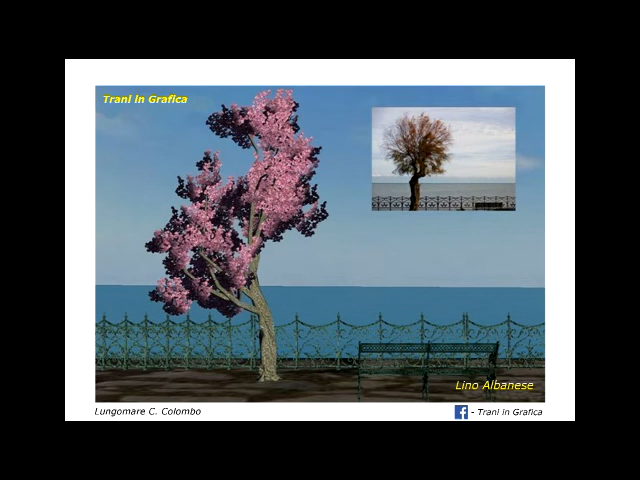 Trani in Grafica
Lino Albanese
Lungomare C. Colombo
- Trani in Grafica